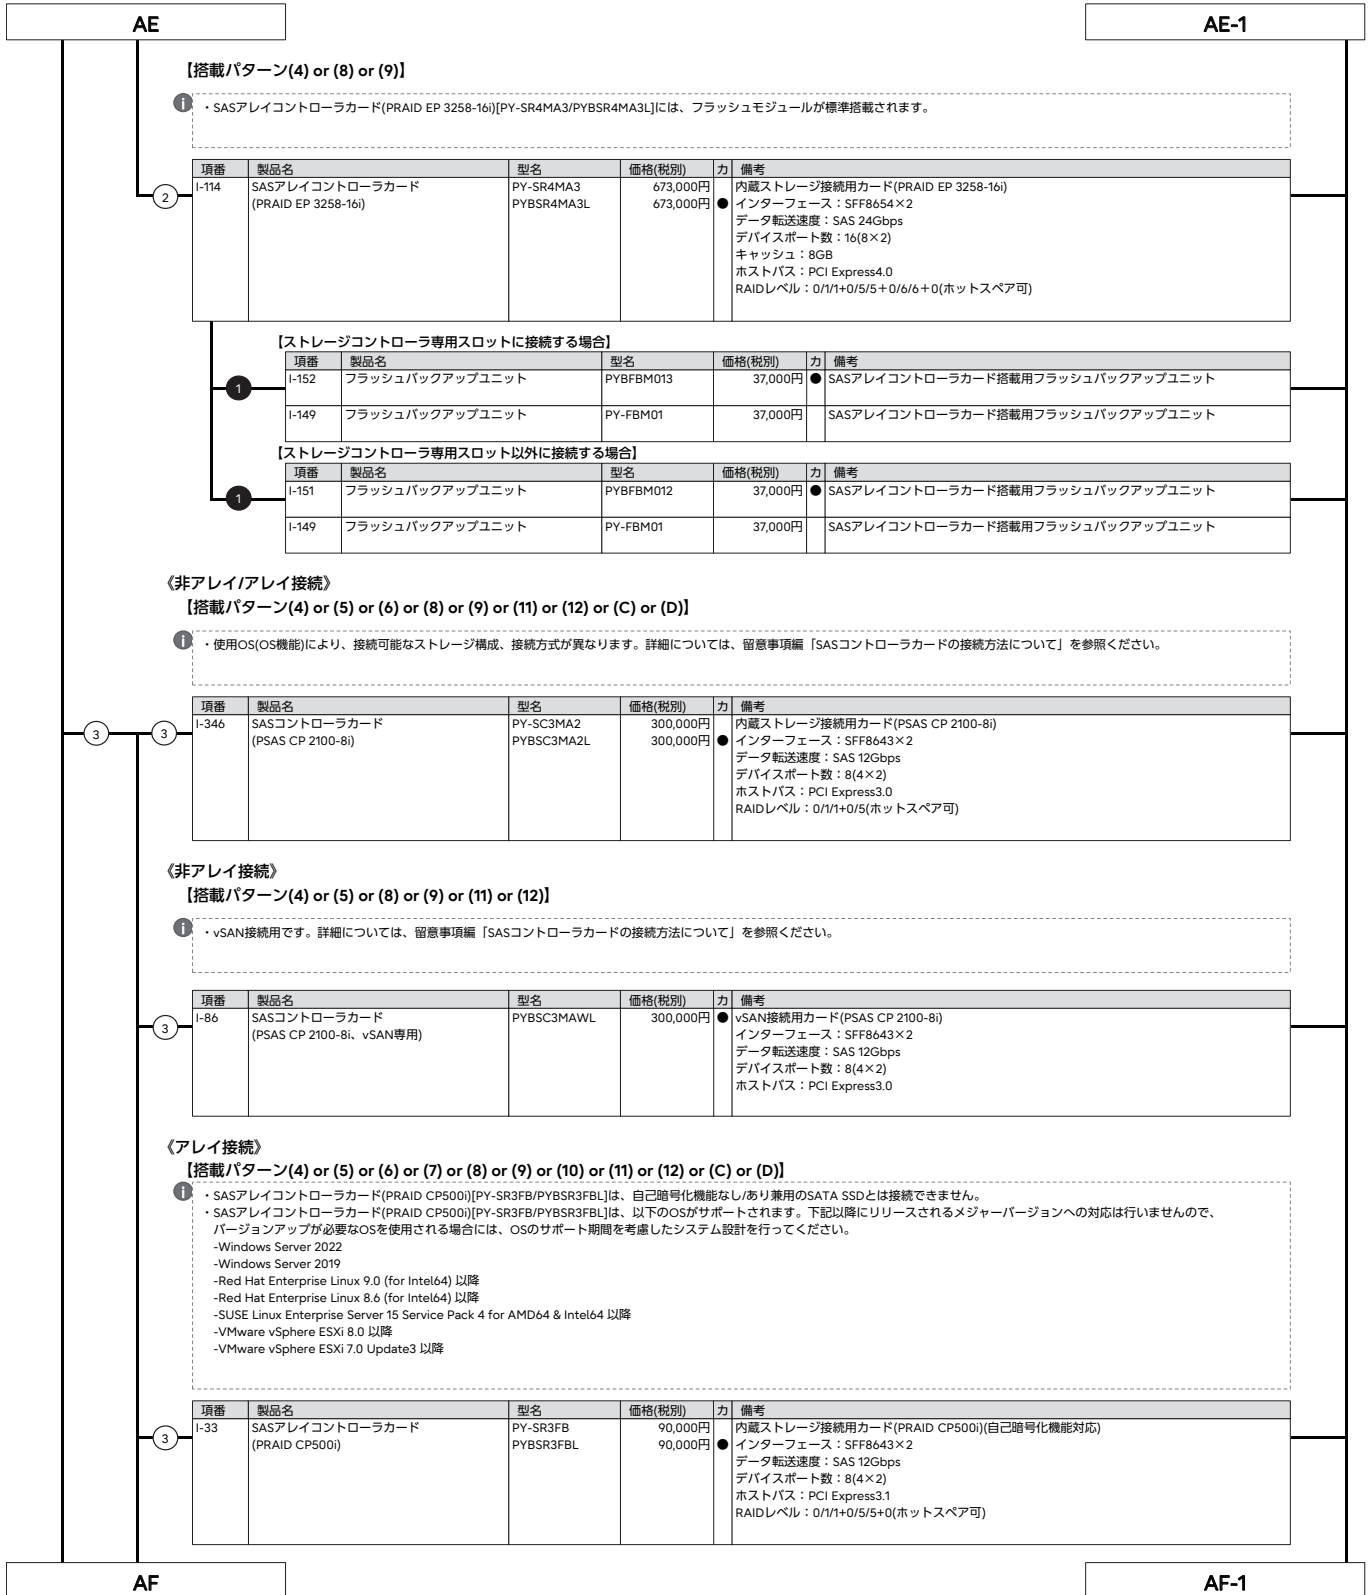 AE
AE-1
【搭載パターン(4) or (8) or (9)】
・SASアレイコントローラカード(PRAID EP 3258-16i)[PY-SR4MA3/PYBSR4MA3L]には、フラッシュモジュールが標準搭載されます。
項番 製品名 型名 価格(税別) カ 備考
2 I-114 SASアレイコントローラカード PY-SR4MA3 673,000円 内蔵ストレージ接続用カード(PRAID EP 3258-16i)
(PRAID EP 3258-16i) PYBSR4MA3L 673,000円 ● インターフェース：SFF8654×2
データ転送速度：SAS 24Gbps
デバイスポート数：16(8×2)
キャッシュ：8GB
ホストバス：PCI Express4.0
RAIDレベル：0/1/1+0/5/5＋0/6/6＋0(ホットスペア可)
【ストレージコントローラ専用スロットに接続する場合】
項番 製品名 型名 価格(税別) カ 備考
1 I-152 フラッシュバックアップユニット PYBFBM013 37,000円 ● SASアレイコントローラカード搭載用フラッシュバックアップユニット
I-149 フラッシュバックアップユニット PY-FBM01 37,000円 SASアレイコントローラカード搭載用フラッシュバックアップユニット
【ストレージコントローラ専用スロット以外に接続する場合】
項番 製品名 型名 価格(税別) カ 備考
1 I-151 フラッシュバックアップユニット PYBFBM012 37,000円 ● SASアレイコントローラカード搭載用フラッシュバックアップユニット
I-149 フラッシュバックアップユニット PY-FBM01 37,000円 SASアレイコントローラカード搭載用フラッシュバックアップユニット
《非アレイ/アレイ接続》
【搭載パターン(4) or (5) or (6) or (8) or (9) or (11) or (12) or (C) or (D)】
・使用OS(OS機能)により、接続可能なストレージ構成、接続方式が異なります。詳細については、留意事項編「SASコントローラカードの接続方法について」を参照ください。
項番 製品名 型名 価格(税別) カ 備考
3 3 I-346 SASコントローラカード PY-SC3MA2 300,000円 内蔵ストレージ接続用カード(PSAS CP 2100-8i)
(PSAS CP 2100-8i) PYBSC3MA2L 300,000円 ● インターフェース：SFF8643×2
データ転送速度：SAS 12Gbps
デバイスポート数：8(4×2)
ホストバス：PCI Express3.0
RAIDレベル：0/1/1+0/5(ホットスペア可)
《非アレイ接続》
【搭載パターン(4) or (5) or (8) or (9) or (11) or (12)】
・vSAN接続用です。詳細については、留意事項編「SASコントローラカードの接続方法について」を参照ください。
項番 製品名 型名 価格(税別) カ 備考
3 I-86 SASコントローラカード PYBSC3MAWL 300,000円 ● vSAN接続用カード(PSAS CP 2100-8i)
(PSAS CP 2100-8i、vSAN専用) インターフェース：SFF8643×2
データ転送速度：SAS 12Gbps
デバイスポート数：8(4×2)
ホストバス：PCI Express3.0
《アレイ接続》
【搭載パターン(4) or (5) or (6) or (7) or (8) or (9) or (10) or (11) or (12) or (C) or (D)】
・SASアレイコントローラカード(PRAID CP500i)[PY-SR3FB/PYBSR3FBL]は、自己暗号化機能なし/あり兼用のSATA SSDとは接続できません。
・SASアレイコントローラカード(PRAID CP500i)[PY-SR3FB/PYBSR3FBL]は、以下のOSがサポートされます。下記以降にリリースされるメジャーバージョンへの対応は行いませんので、
バージョンアップが必要なOSを使用される場合には、OSのサポート期間を考慮したシステム設計を行ってください。
-Windows Server 2022
-Windows Server 2019
-Red Hat Enterprise Linux 9.0 (for Intel64) 以降
-Red Hat Enterprise Linux 8.6 (for Intel64) 以降
-SUSE Linux Enterprise Server 15 Service Pack 4 for AMD64 & Intel64 以降
-VMware vSphere ESXi 8.0 以降
-VMware vSphere ESXi 7.0 Update3 以降
項番 製品名 型名 価格(税別) カ 備考
3 I-33 SASアレイコントローラカード PY-SR3FB 90,000円 内蔵ストレージ接続用カード(PRAID CP500i)(自己暗号化機能対応)
(PRAID CP500i) PYBSR3FBL 90,000円 ● インターフェース：SFF8643×2
データ転送速度：SAS 12Gbps
デバイスポート数：8(4×2)
ホストバス：PCI Express3.1
RAIDレベル：0/1/1+0/5/5+0(ホットスペア可)
AF
AF-1